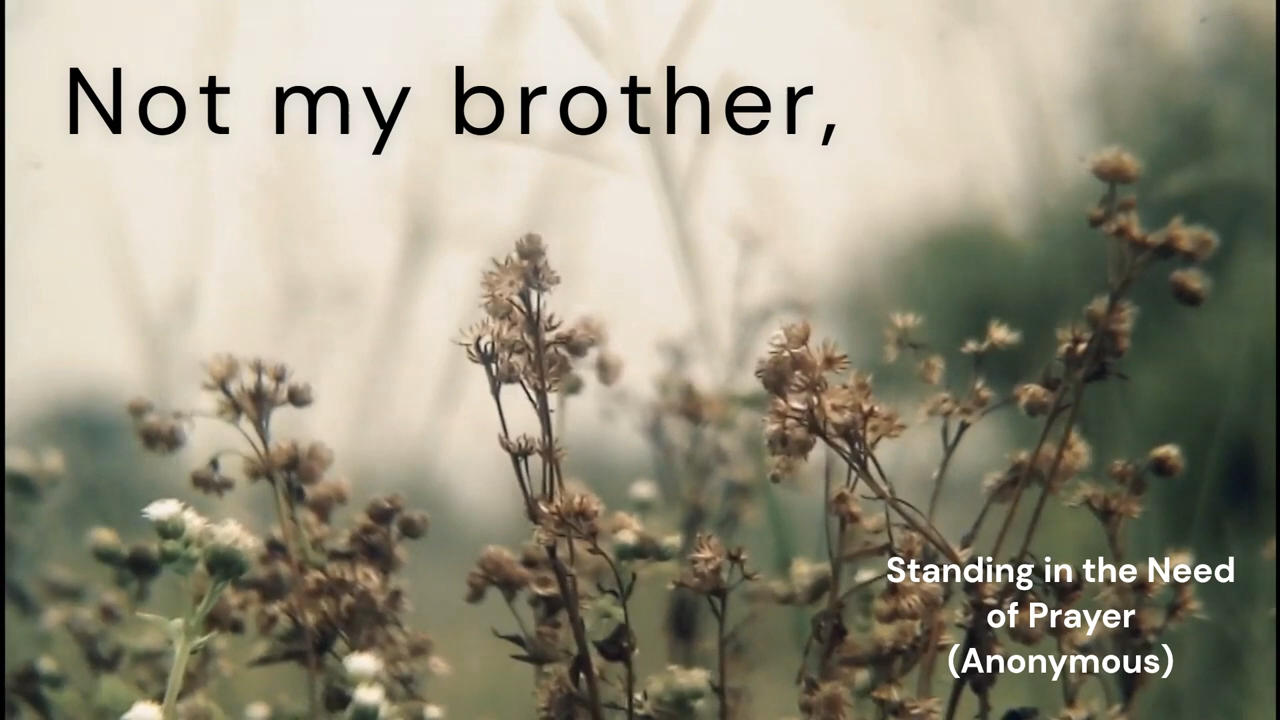 Not my brother,
Standing in the Need
of Prayer
(Anonymous)